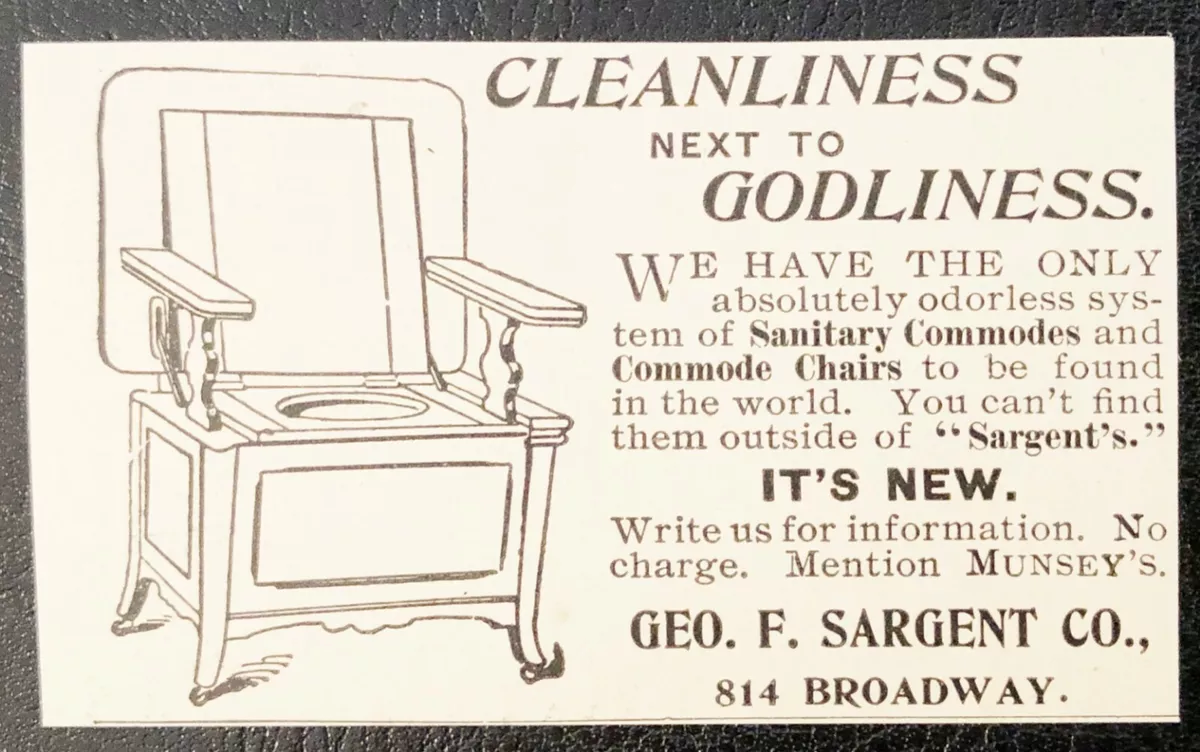 CLEANLINESS
NEXT TO
GODLINESS.
WE HAVE THE ONLY
absolutely odorless sys-
tem of Sanitary Commodes and
Commode Chairs to be found
in the world. You can't find
them outside of "Sargent's."
IT'S NEW.
Write us for information. No
charge. Mention MUNSEY'S.
GEO. F. SARGENT CO.,
814 BROADWAY.